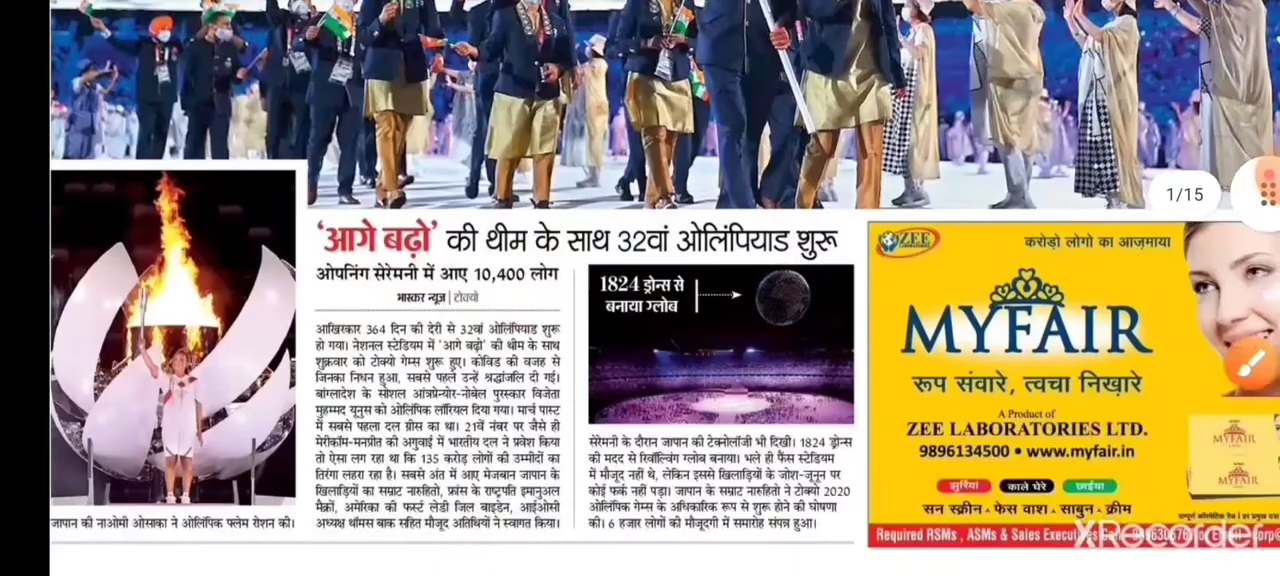 1/15
'आगे बढ़ो' की थीम के साथ 32वां ओलिंपियाड शुरू
ओपनिंग सेरेमनी में आए 10,400 लोग
भास्कर न्यूज | टोक्यो
आखिरकार 364 दिन की देरी से 32वां ओलिंपियाड शुरू
हो गया। नेशनल स्टेडियम में 'आगे बढ़ो' की थीम के साथ
शुक्रवार को टोक्यो गेम्स शुरू हुए। कोविड की वजह से
जिनका निधन हुआ, सबसे पहले उन्हें श्रद्धांजलि दी गई।
बांग्लादेश के सोशल आंत्रप्रेन्योर-नोबेल पुरस्कार विजेता
मुहम्मद यूनुस को ओलिंपिक लॉरियल दिया गया। मार्च पास्ट
में सबसे पहला दल ग्रीस का था। 21वें नंबर पर जैसे ही
मेरीकॉम-मनप्रीत की अगुवाई में भारतीय दल ने प्रवेश किया
तो ऐसा लग रहा था कि 135 करोड़ लोगों की उम्मीदों का
तिरंगा लहरा रहा है। सबसे अंत में आए मेजबान जापान के
खिलाड़ियों का सम्राट नारुहितो, फ्रांस के राष्ट्रपति इमानुअल
मैक्रों, अमेरिका की फर्स्ट लेडी जिल बाइडेन, आईओसी
अध्यक्ष थॉमस बाक सहित मौजूद अतिथियों ने स्वागत किया।
1824 ड्रोन्स से
बनाया ग्लोब
सेरेमनी के दौरान जापान की टेक्नोलॉजी भी दिखी। 1824 ड्रोन्स
की मदद से रिवॉल्विंग ग्लोब बनाया। भले ही फैंस स्टेडियम
में मौजूद नहीं थे, लेकिन इससे खिलाड़ियों के जोश-जूनून पर
कोई फर्क नहीं पड़ा। जापान के सम्राट नारुहितो ने टोक्यो 2020
ओलिंपिक गेम्स के अधिकारिक रूप से शुरू होने की घोषणा
की। 6 हजार लोगों की मौजूदगी में समारोह संपन्न हुआ।
जापान की नाओमी ओसाका ने ओलिंपिक फ्लेम रोशन की।
ZEE
करोड़ो लोगो का आज़माया
MYFAIR
रूप संवारे, त्वचा निखारे
A Product of
ZEE LABORATORIES LTD.
9896134500 • www.myfair.in
झुर्रियां काले घेरे छाईंया
सन स्क्रीन • फेस वाश • साबुन • क्रीम
MYFAIR
MYFAIR
Required RSMs, ASMs & Sales
XRecorder